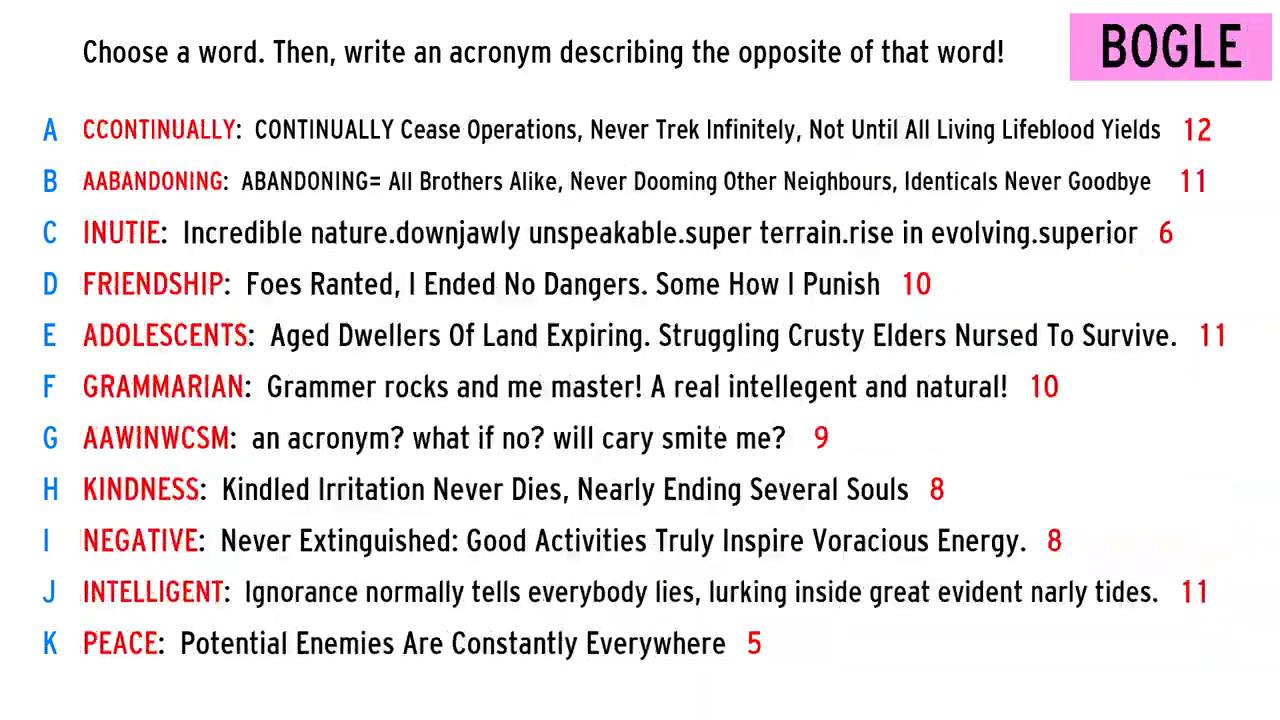 Choose a word. Then, write an acronym describing the opposite of that word!
BOGLE
A CCONTINUALLY: CONTINUALLY Cease Operations, Never Trek Infinitely, Not Until All Living Lifeblood Yields 12
B AABANDONING: ABANDONING= All Brothers Alike, Never Dooming Other Neighbours, Identicals Never Goodbye 11
C INUTIE: Incredible nature.downjawly unspeakable.super terrain.rise in evolving.superior 6
D FRIENDSHIP: Foes Ranted, I Ended No Dangers. Some How I Punish 10
E ADOLESCENTS: Aged Dwellers Of Land Expiring. Struggling Crusty Elders Nursed To Survive. 11
F GRAMMARIAN: Grammer rocks and me master! A real intellegent and natural! 10
G AAWINWCSM: an acronym? what if no? will cary smite me? 9
H KINDNESS: Kindled Irritation Never Dies, Nearly Ending Several Souls 8
I NEGATIVE: Never Extinguished: Good Activities Truly Inspire Voracious Energy. 8
J INTELLIGENT: Ignorance normally tells everybody lies, lurking inside great evident narly tides. 11
K PEACE: Potential Enemies Are Constantly Everywhere 5